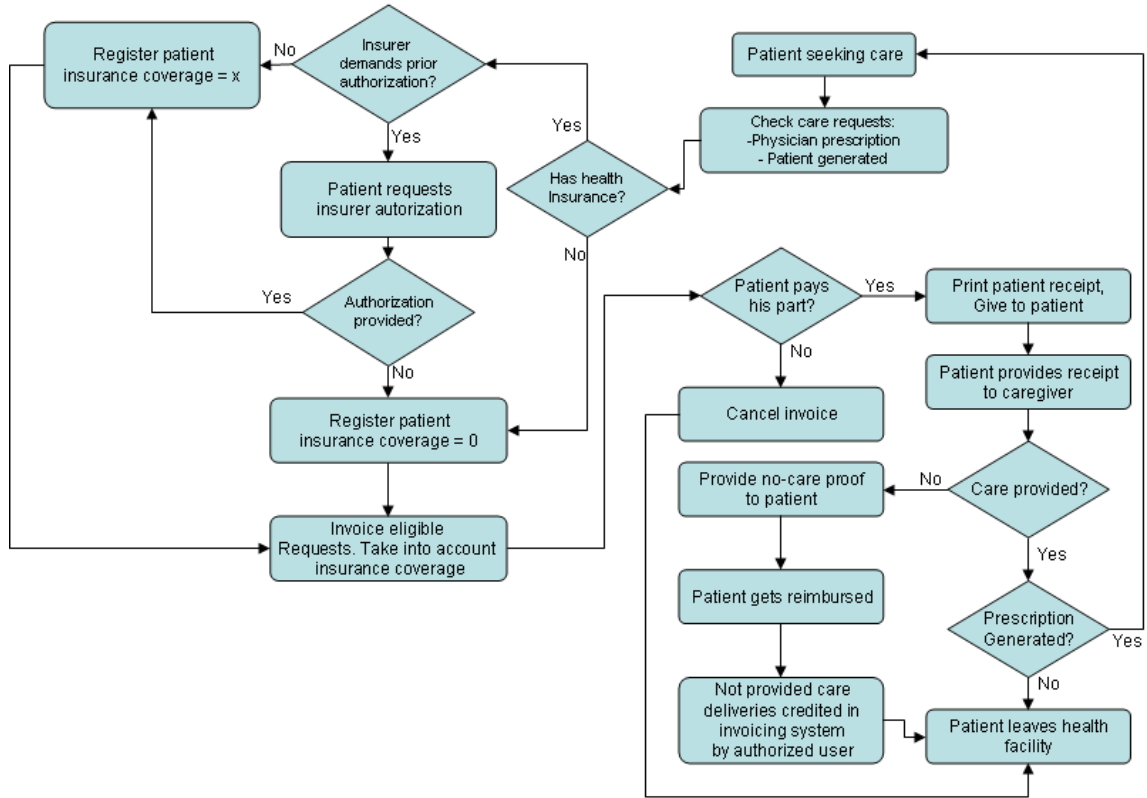 Patient seeking care
Check care requests:
-Physician prescription
- Patient generated
Has health
Insurance?
Yes
No
Insurer
demands prior
authorization?
No
Yes
Register patient
insurance coverage = x
Patient requests
insurer autorization
Authorization
provided?
Yes
No
Register patient
insurance coverage = 0
Invoice eligible
Requests. Take into account
insurance coverage
Patient pays
his part?
Yes
No
Print patient receipt,
Give to patient
Cancel invoice
Patient provides receipt
to caregiver
Care provided?
No
Yes
Provide no-care proof
to patient
Patient gets reimbursed
Prescription
Generated?
Yes
No
Not provided care
deliveries credited in
invoicing system
by authorized user
Patient leaves health
facility